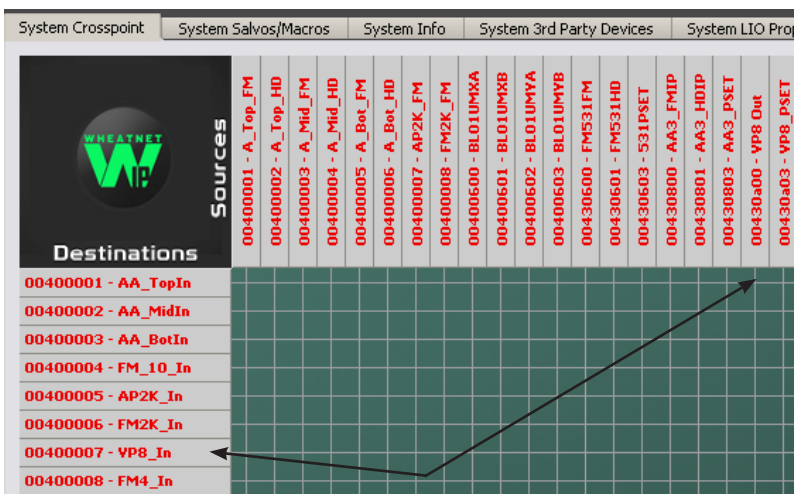 System Crosspoint
System Salvos/Macros
System Info
System 3rd Party Devices
System LIO Prop
WHEATNET
IP
Sources
Destinations
00400001 - A_Top_FM
00400002 - A_Top_HD
00400003 - A_Mid_FM
00400004 - A_Mid_HD
00400005 - A_Bot_FM
00400006 - A_Bot_HD
00400007 - AP2K_FM
00400008 - FM2K_FM
00400600 - BL01UMXA
00400601 - BL01UMXB
00400602 - BL01UMYA
00400603 - BL01UMYB
00430600 - FM531FM
00430601 - FM531HD
00430603 - 531PSET
00430800 - AA3_FMIP
00430801 - AA3_HDIP
00430803 - AA3_PSET
00430a00 - VP8 Out
00430a03 - VP8_PSET
00400001 - AA_TopIn
00400002 - AA_MidIn
00400003 - AA_BotIn
00400004 - FM_10_In
00400005 - AP2K_In
00400006 - FM2K_In
00400007 - VP8_In
00400008 - FM4_In